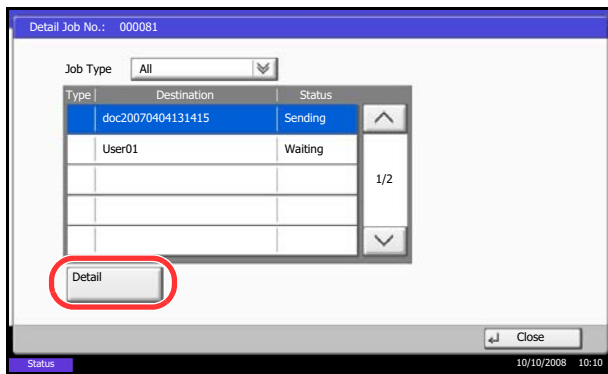 Detail Job No.: 000081
Job Type All
Type Destination Status
doc20070404131415 Sending
User01 Waiting
1/2
Detail
Close
Status 10/10/2008 10:10